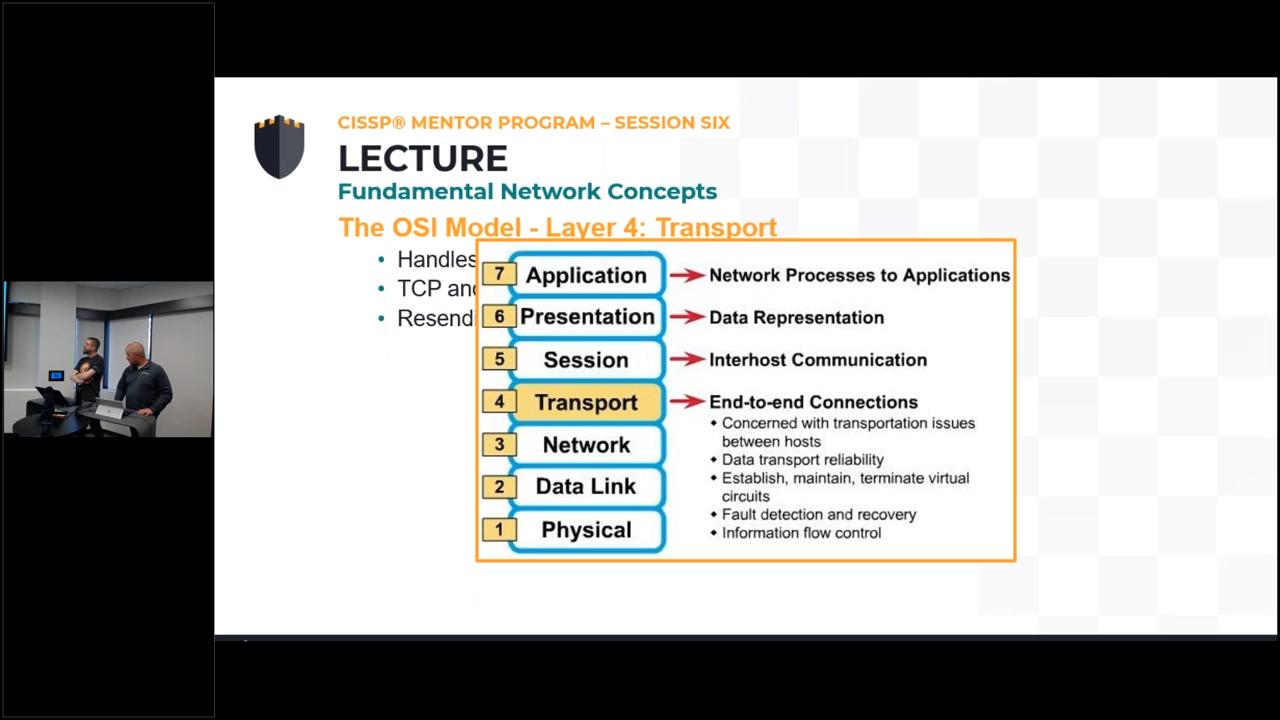 CISSP® MENTOR PROGRAM – SESSION SIX
LECTURE
Fundamental Network Concepts
The OSI Model - Layer 4: Transport
• Handles
• TCP and
• Resend
7 Application Network Processes to Applications
6 Presentation Data Representation
5 Session Interhost Communication
4 Transport End-to-end Connections
Concerned with transportation issues
between hosts
Data transport reliability
Establish, maintain, terminate virtual
circuits
Fault detection and recovery
Information flow control
3 Network
2 Data Link
1 Physical